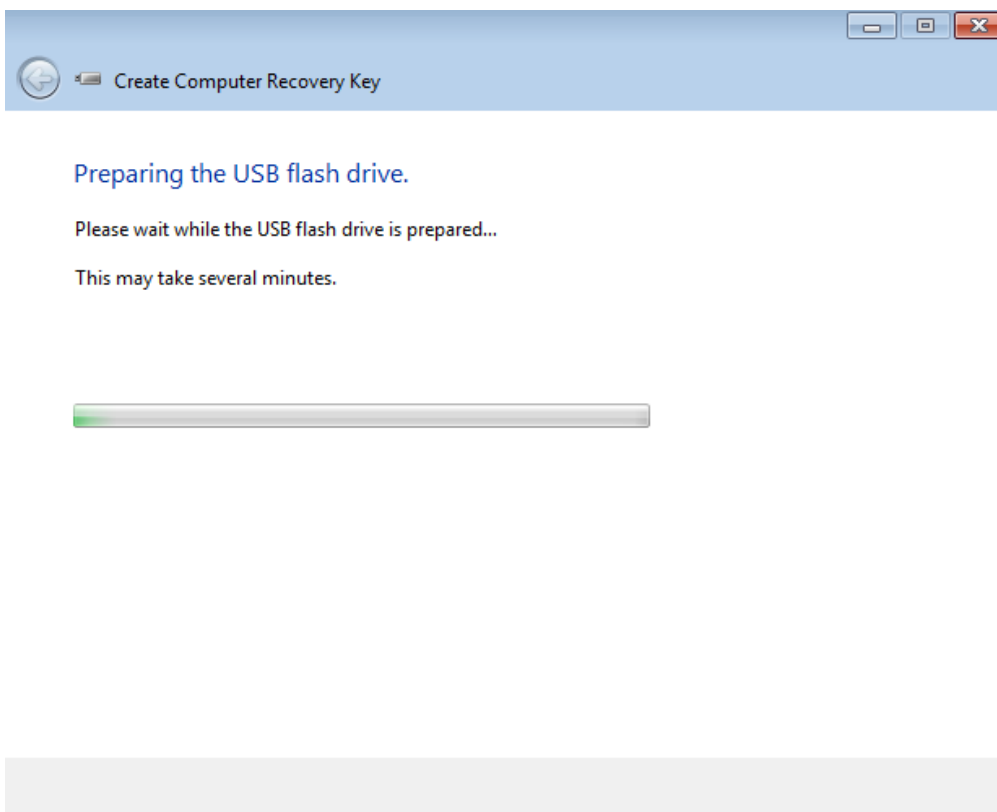 Create Computer Recovery Key
Preparing the USB flash drive.
Please wait while the USB flash drive is prepared...
This may take several minutes.